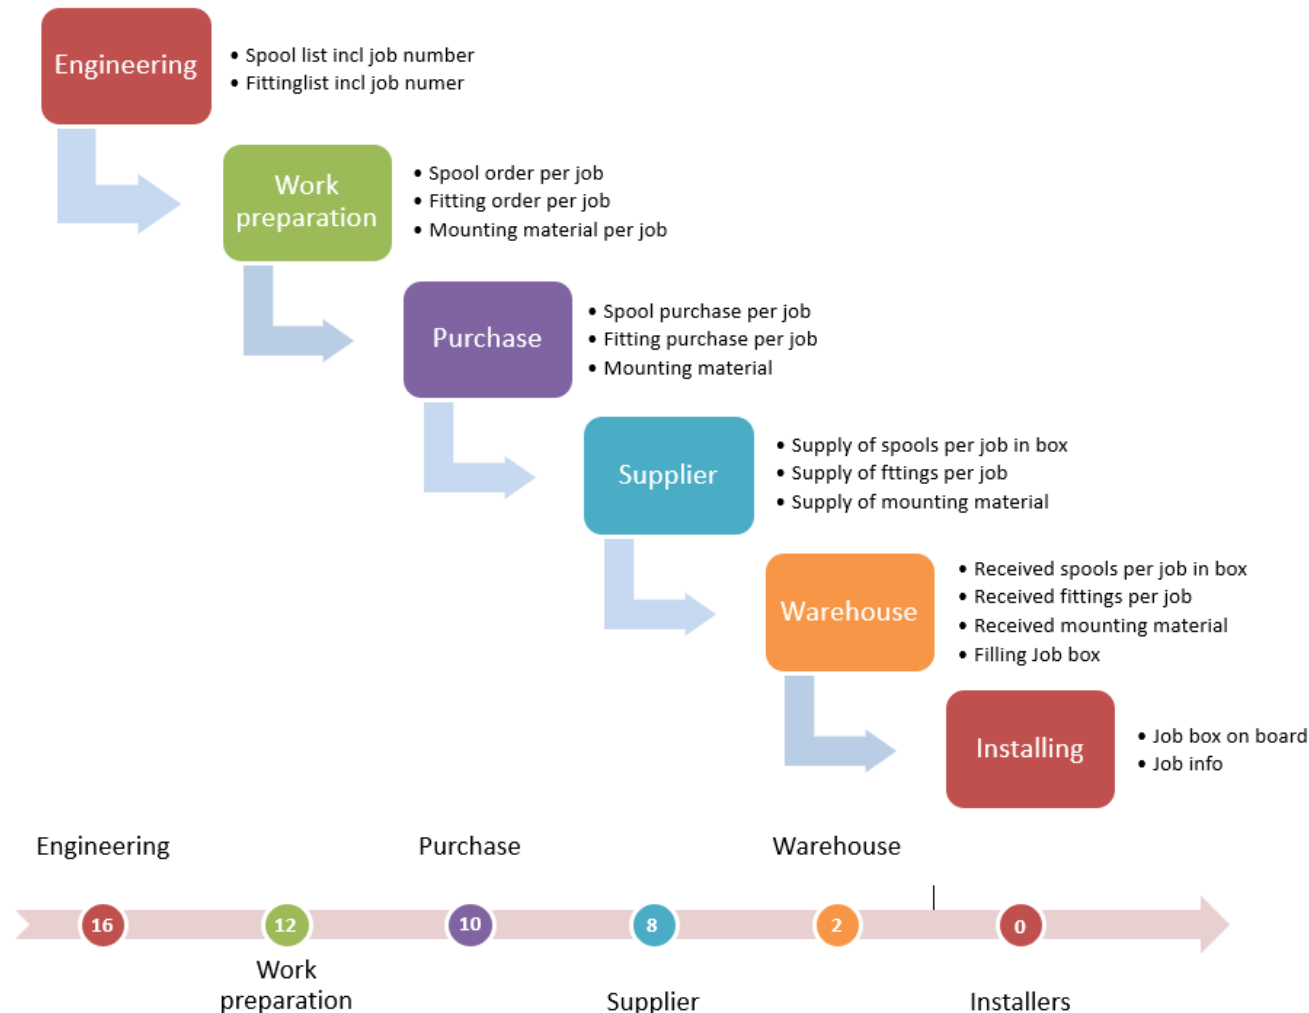 Engineering
• Spool list incl job number
• Fittinglist incl job numer
Work
preparation
• Spool order per job
• Fitting order per job
• Mounting material per job
Purchase
• Spool purchase per job
• Fitting purchase per job
• Mounting material
Supplier
• Supply of spools per job in box
• Supply of fttings per job
• Supply of mounting material
Warehouse
• Received spools per job in box
• Received fittings per job
• Received mounting material
• Filling Job box
Installing
• Job box on board
• Job info
Engineering
Purchase
Warehouse
16
12
10
8
2
0
Work
preparation
Supplier
Installers